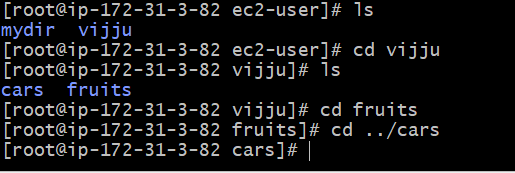 [root@ip-172-31-3-82 ec2-user]# ls
mydir  vijju
[root@ip-172-31-3-82 ec2-user]# cd vijju
[root@ip-172-31-3-82 vijju]# ls
cars  fruits
[root@ip-172-31-3-82 vijju]# cd fruits
[root@ip-172-31-3-82 fruits]# cd ../cars
[root@ip-172-31-3-82 cars]#